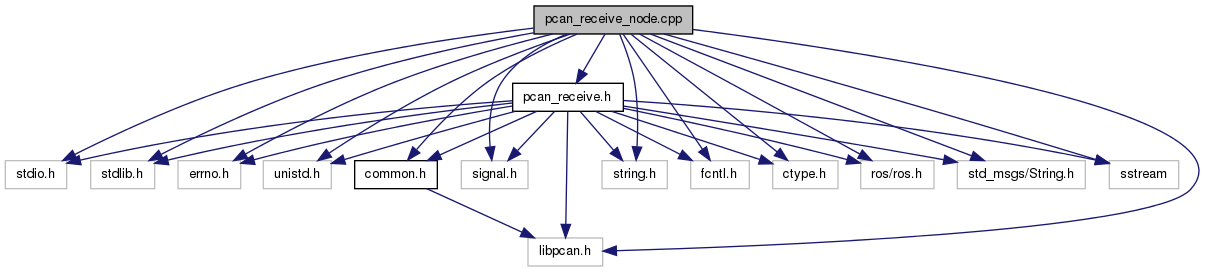 pcan_receive_node.cpp
pcan_receive.h
stdio.h
stdlib.h
errno.h
unistd.h
common.h
signal.h
string.h
fcntl.h
ctype.h
ros/ros.h
std_msgs/String.h
sstream
libpcan.h